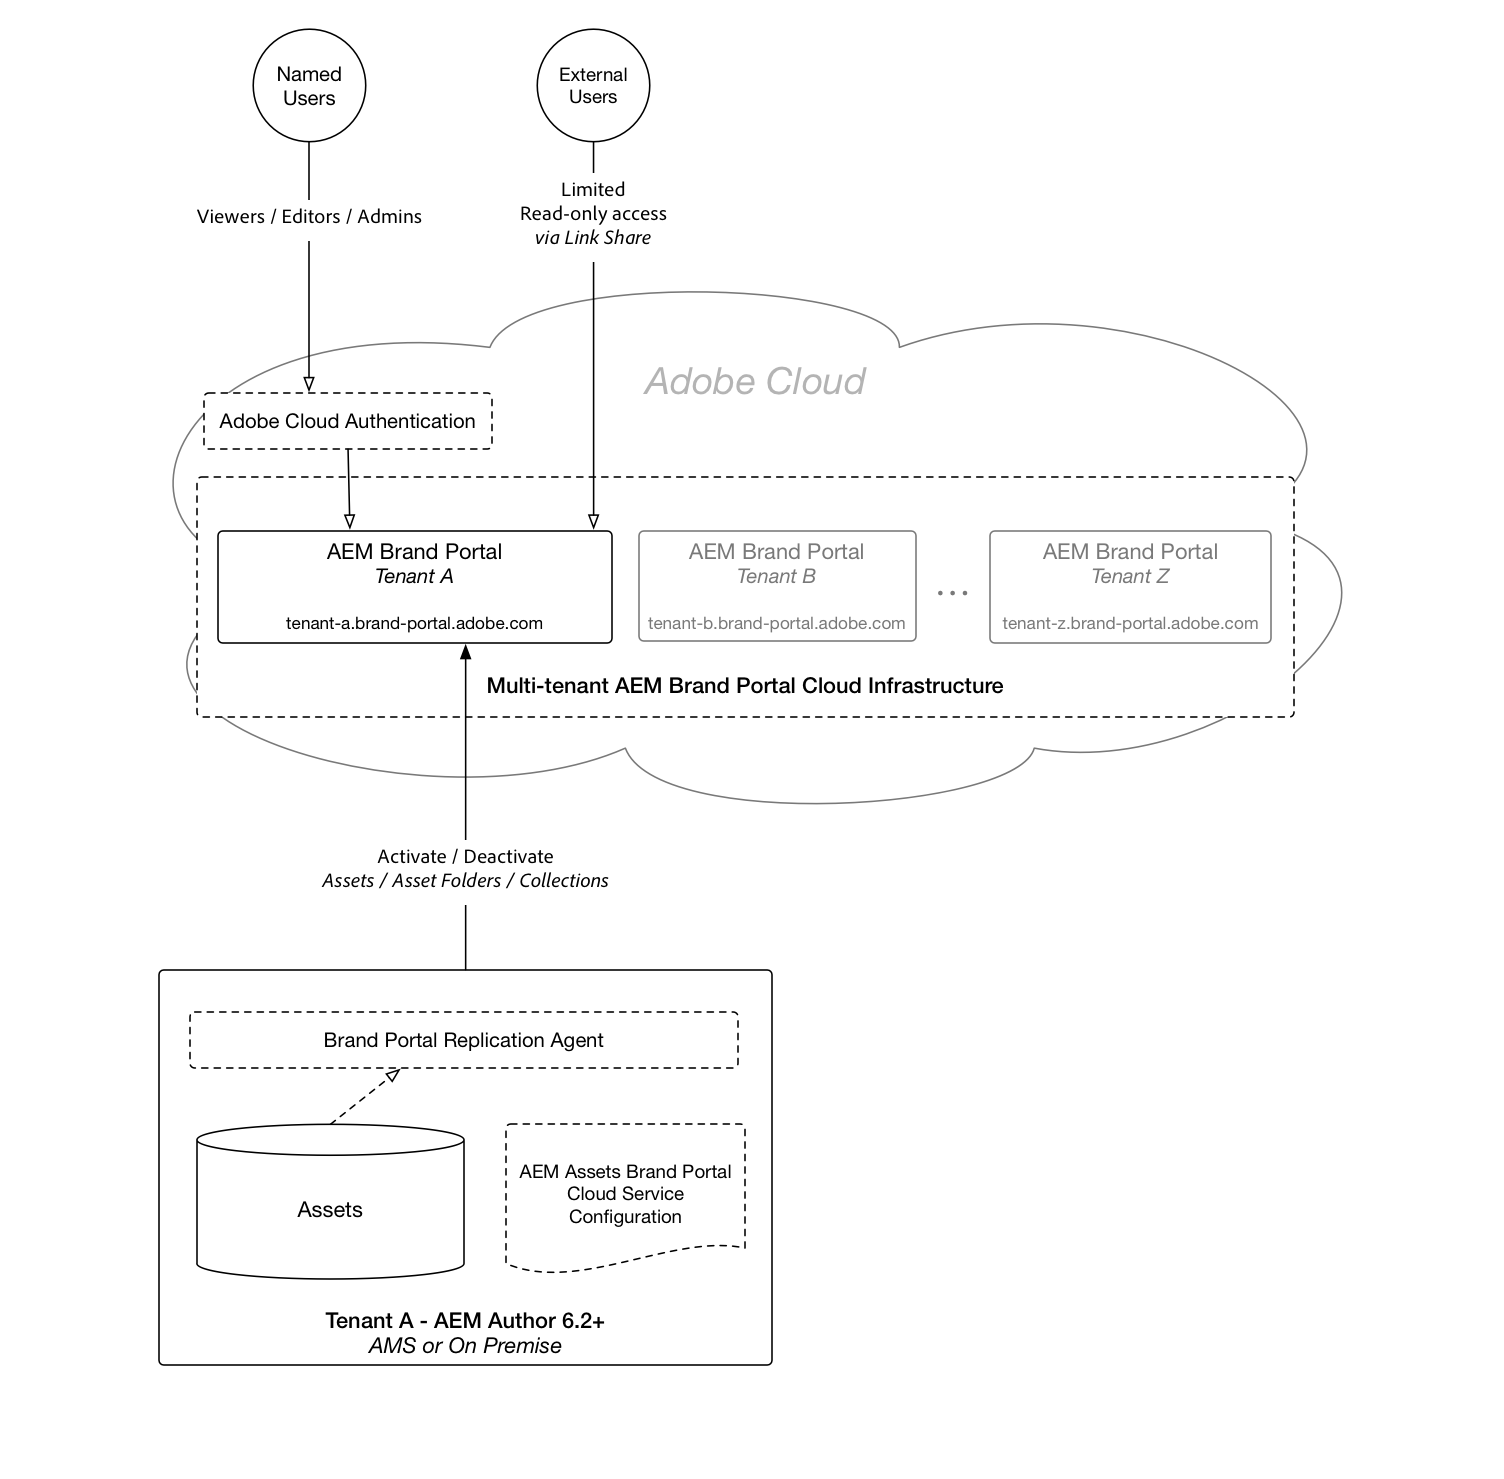 Named
Users
External
Users
Viewers / Editors / Admins
Limited
Read-only access
via Link Share
Adobe Cloud
Adobe Cloud Authentication
AEM Brand Portal
Tenant A
tenant-a.brand-portal.adobe.com
AEM Brand Portal
Tenant B
tenant-b.brand-portal.adobe.com
...
AEM Brand Portal
Tenant Z
tenant-z.brand-portal.adobe.com
Multi-tenant AEM Brand Portal Cloud Infrastructure
Activate / Deactivate
Assets / Asset Folders / Collections
Brand Portal Replication Agent
Assets
AEM Assets Brand Portal
Cloud Service
Configuration
Tenant A - AEM Author 6.2+
AMS or On Premise